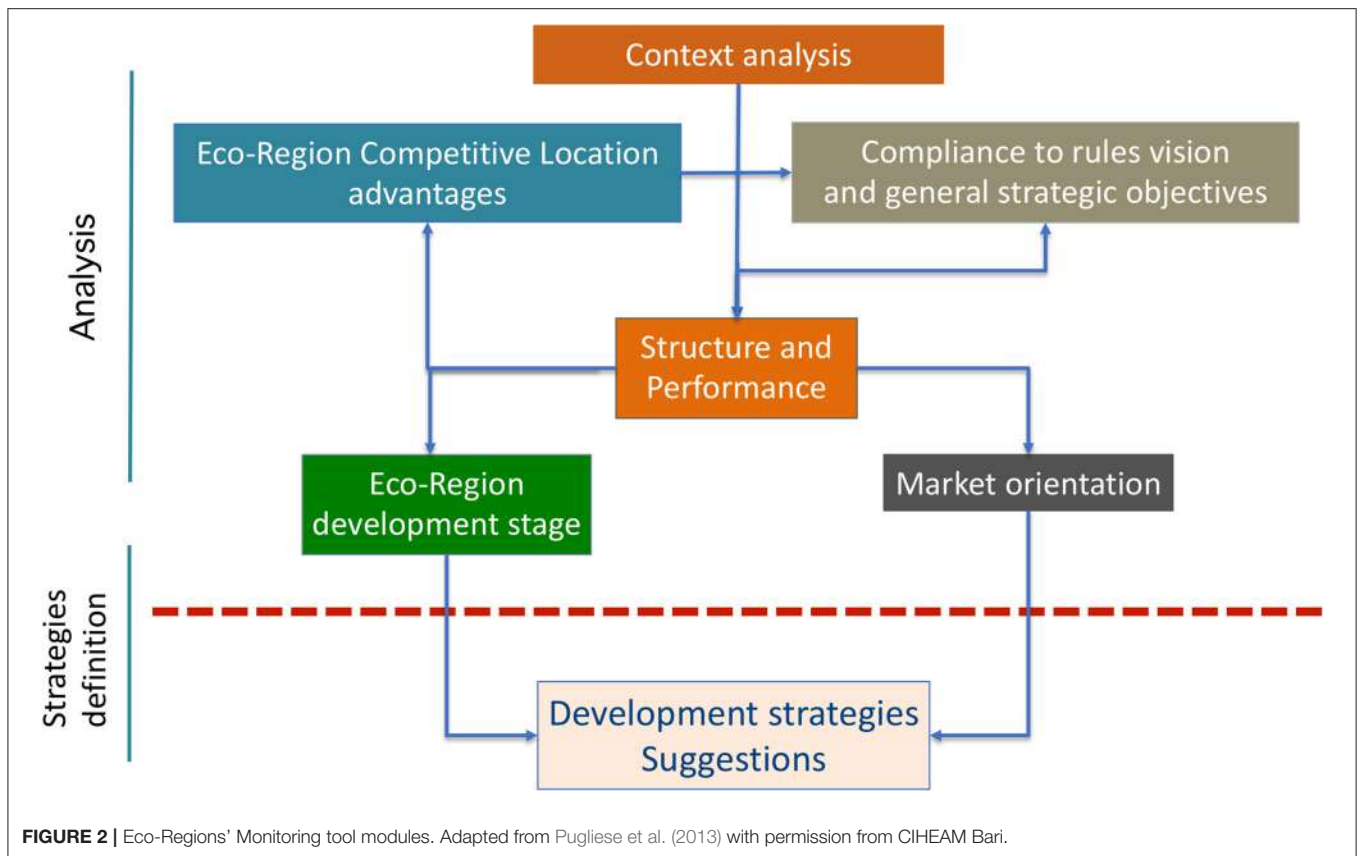 Context analysis
Eco-Region Competitive Location
advantages
Compliance to rules vision
and general strategic objectives
Analysis
Structure and
Performance
Eco-Region
development stage
Market orientation
Strategies
definition
Development strategies
Suggestions
FIGURE 2 | Eco-Regions' Monitoring tool modules. Adapted from Pugliese et al. (2013) with permission from CIHEAM Bari.